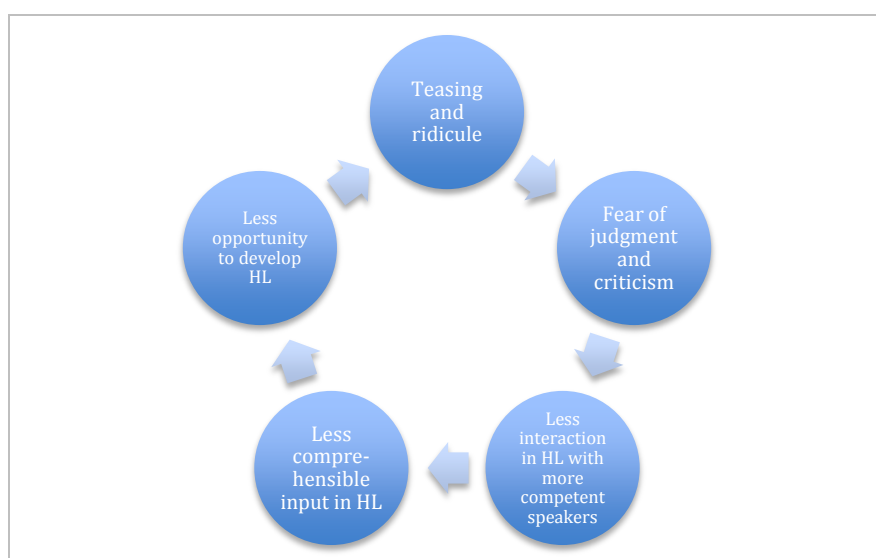 Teasing
and
ridicule
Fear of
judgment
and
criticism
Less
interaction
in HL with
more
competent
speakers
Less
compre-
hensible
input in HL
Less
opportunity
to develop
HL